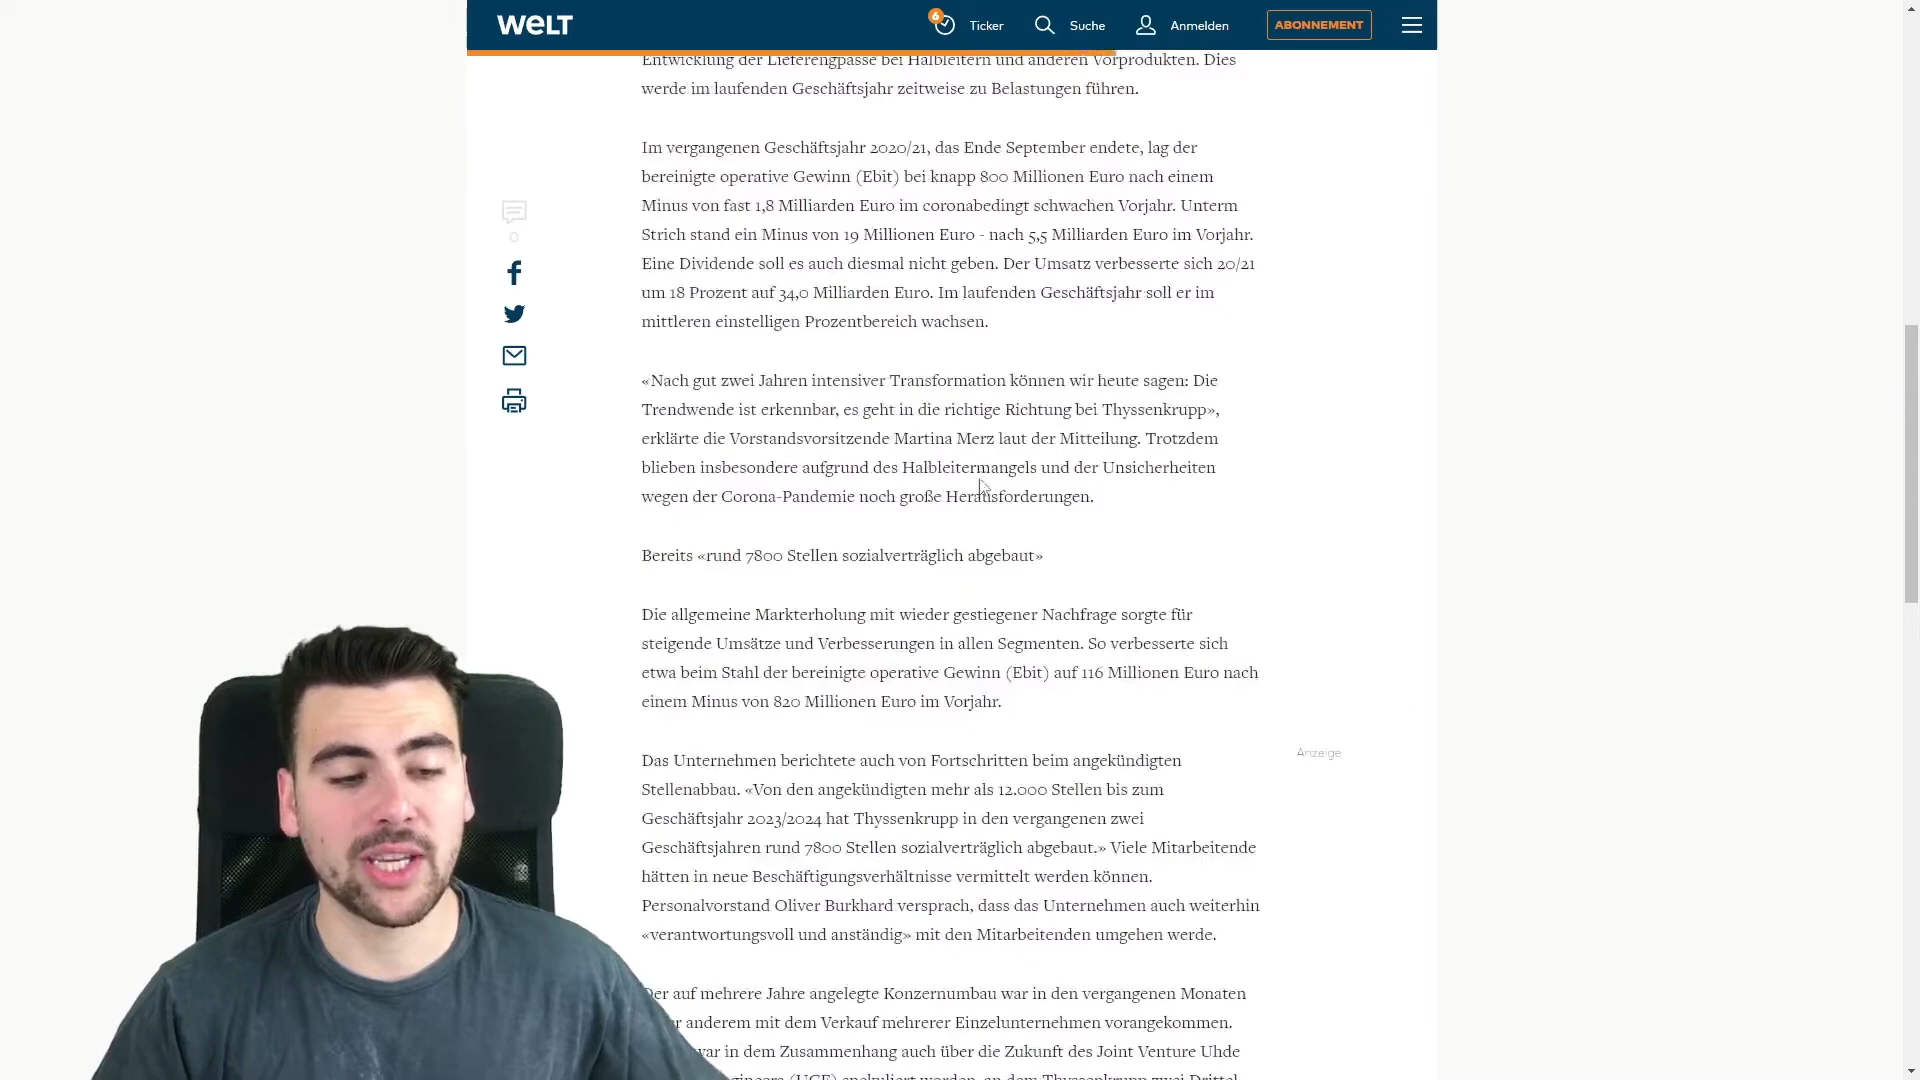 WELT
6
Ticker
Suche
Anmelden
ABONNEMENT
Entwicklung der Lieferengpässe bei Halbleitern und anderen Vorprodukten. Dies
werde im laufenden Geschäftsjahr zeitweise zu Belastungen führen.
Im vergangenen Geschäftsjahr 2020/21, das Ende September endete, lag der
bereinigte operative Gewinn (Ebit) bei knapp 800 Millionen Euro nach einem
Minus von fast 1,8 Milliarden Euro im coronabedingt schwachen Vorjahr. Unterm
Strich stand ein Minus von 19 Millionen Euro - nach 5,5 Milliarden Euro im Vorjahr.
Eine Dividende soll es auch diesmal nicht geben. Der Umsatz verbesserte sich 20/21
um 18 Prozent auf 34,0 Milliarden Euro. Im laufenden Geschäftsjahr soll er im
mittleren einstelligen Prozentbereich wachsen.
0
«Nach gut zwei Jahren intensiver Transformation können wir heute sagen: Die
Trendwende ist erkennbar, es geht in die richtige Richtung bei Thyssenkrupp»,
erklärte die Vorstandsvorsitzende Martina Merz laut der Mitteilung. Trotzdem
blieben insbesondere aufgrund des Halbleitermangels und der Unsicherheiten
wegen der Corona-Pandemie noch große Herausforderungen.
Bereits «rund 7800 Stellen sozialverträglich abgebaut»
Die allgemeine Markterholung mit wieder gestiegener Nachfrage sorgte für
steigende Umsätze und Verbesserungen in allen Segmenten. So verbesserte sich
etwa beim Stahl der bereinigte operative Gewinn (Ebit) auf 116 Millionen Euro nach
einem Minus von 820 Millionen Euro im Vorjahr.
Anzeige
Das Unternehmen berichtete auch von Fortschritten beim angekündigten
Stellenabbau. «Von den angekündigten mehr als 12.000 Stellen bis zum
Geschäftsjahr 2023/2024 hat Thyssenkrupp in den vergangenen zwei
Geschäftsjahren rund 7800 Stellen sozialverträglich abgebaut.» Viele Mitarbeitende
hätten in neue Beschäftigungsverhältnisse vermittelt werden können.
Personalvorstand Oliver Burkhard versprach, dass das Unternehmen auch weiterhin
«verantwortungsvoll und anständig» mit den Mitarbeitenden umgehen werde.
Der auf mehrere Jahre angelegte Konzernumbau war in den vergangenen Monaten
anderem mit dem Verkauf mehrerer Einzelunternehmen vorangekommen.
war in dem Zusammenhang auch über die Zukunft des Joint Venture Uhde
(UCE) spekuliert worden, an dem Thyssenkrupp zwei Drittel